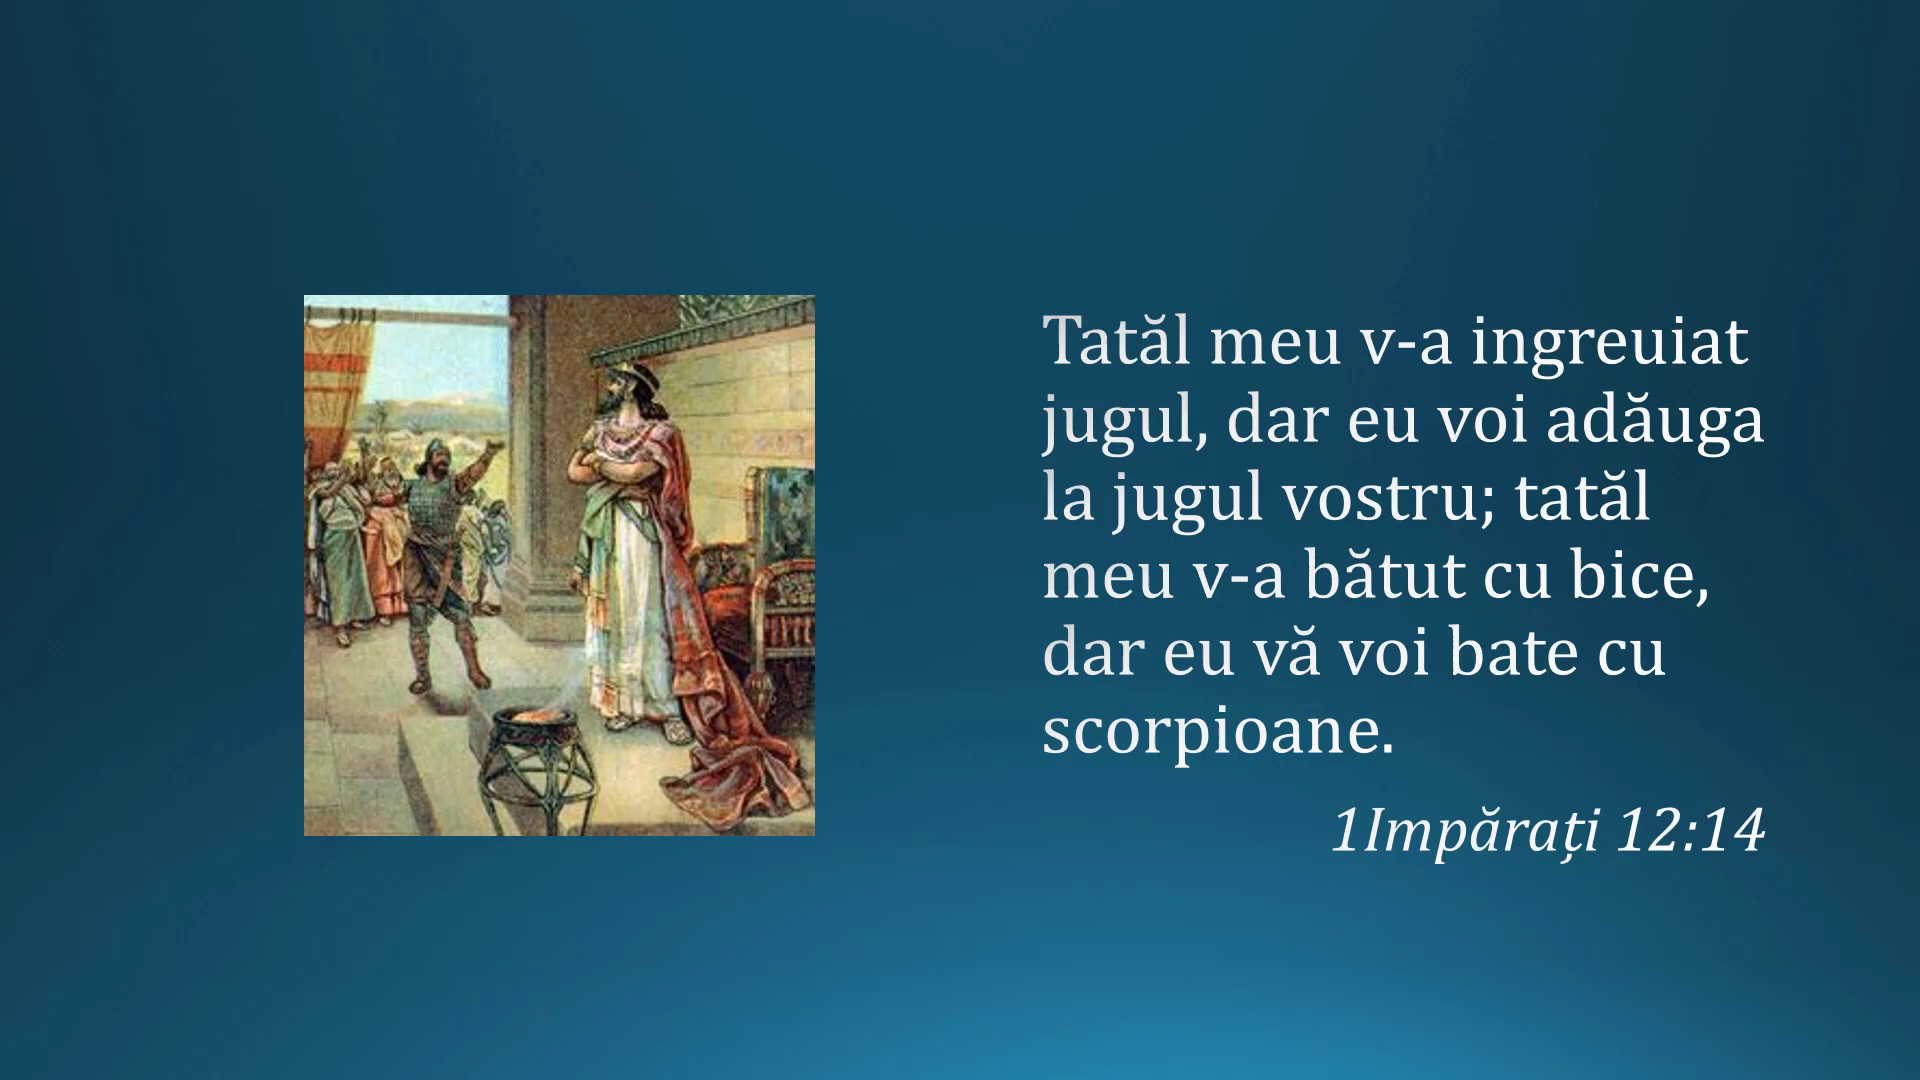 Tatăl meu v-a ingreuiat
jugul, dar eu voi adăuga
la jugul vostru; tatăl
meu v-a bătut cu bice,
dar eu vă voi bate cu
scorpioane.
1Impărați 12:14